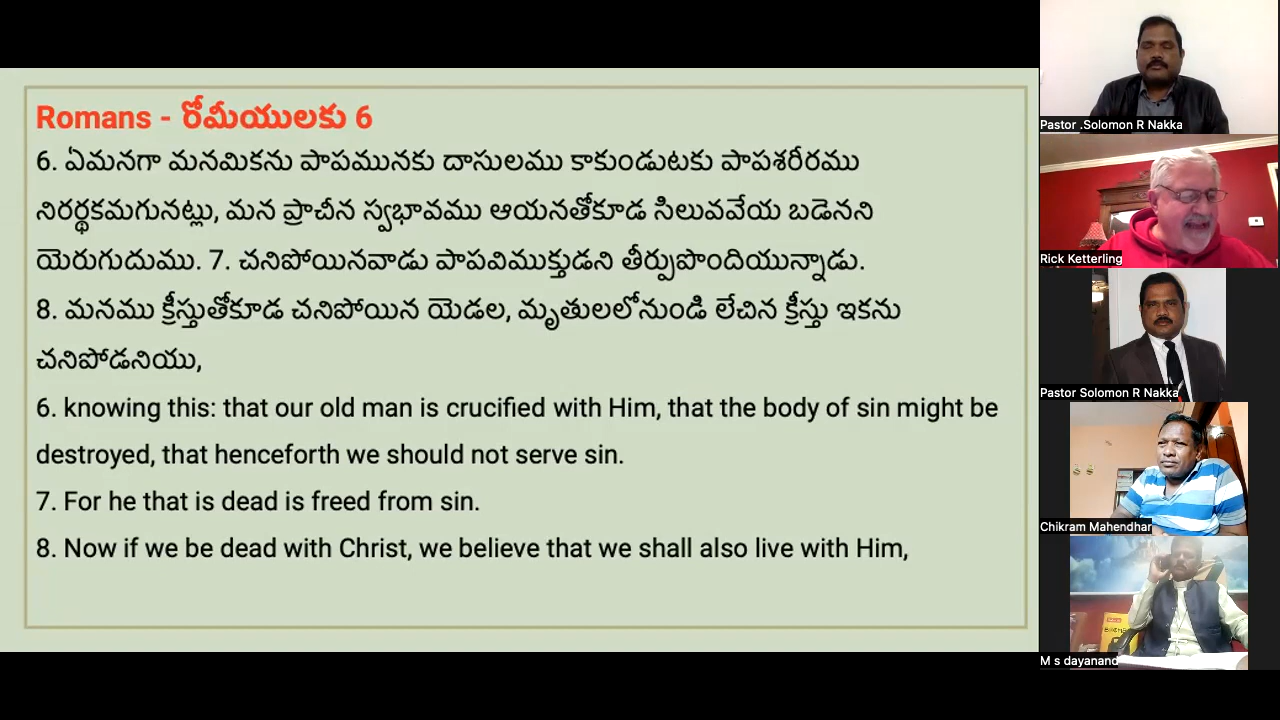 Romans - రోమీయులకు 6
6. ఏమనగా మనమికను పాపమునకు దాసులము కాకుండుటకు పాపశరీరము
నిరర్థకమగునట్లు, మన ప్రాచీన స్వభావము ఆయనతోకూడ సిలువవేయ బడెనని
యెరుగుదుము. 7. చనిపోయినవాడు పాపవిముక్తుడని తీర్పుపొందియున్నాడు.
8. మనము క్రీస్తుతోకూడ చనిపోయిన యెడల, మృతులలోనుండి లేచిన క్రీస్తు ఇకను
చనిపోడనియు,
6. knowing this: that our old man is crucified with Him, that the body of sin might be
destroyed, that henceforth we should not serve sin.
7. For he that is dead is freed from sin.
8. Now if we be dead with Christ, we believe that we shall also live with Him,
Pastor .Solomon R Nakka
Rick Ketterling
Pastor Solomon R Nakka
Chikram Mahendhar
M s dayanand